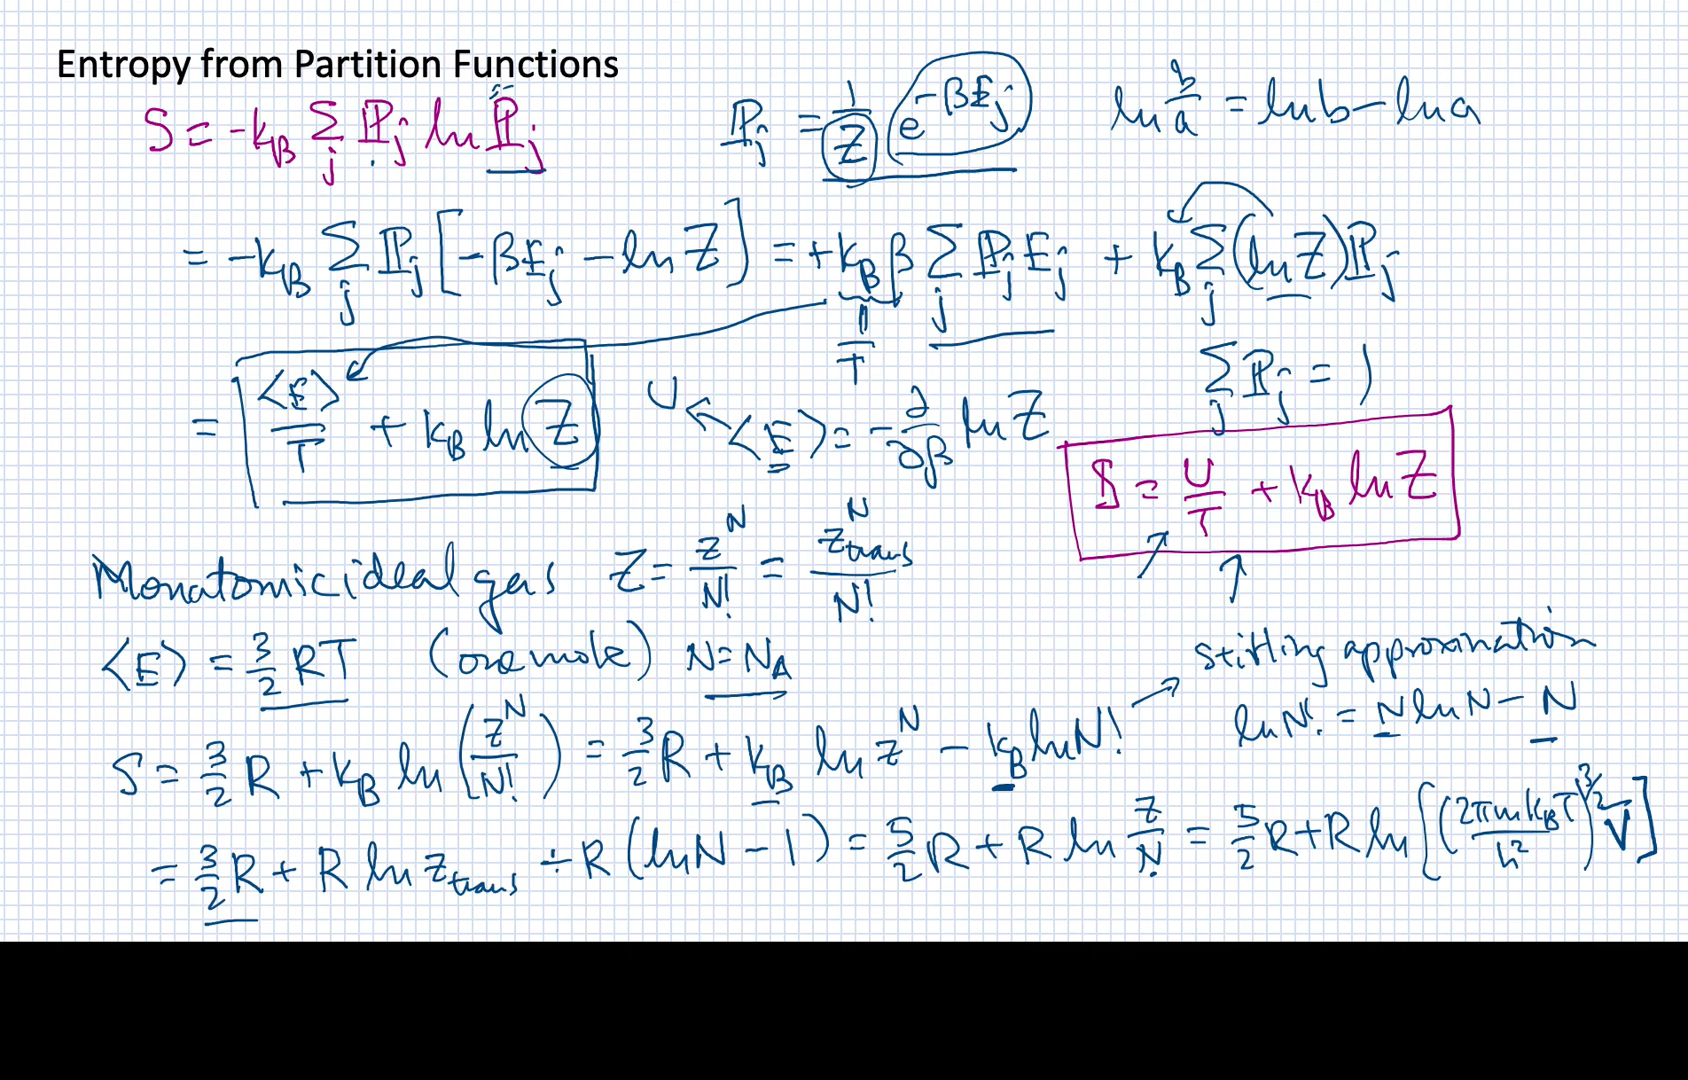 Entropy from Partition Functions
S = -k_B Σ_j P_j ln P_j    P_j = 1/Z e^{-βE_j}    ln b/a = ln b - ln a
= -k_B Σ_j P_j [-βE_j - ln Z] = +k_B β Σ_j P_j E_j + k_B Σ_j (ln Z) P_j
1/T
Σ_j P_j = 1
= <E>/T + k_B ln Z    U <E> = -∂/∂β ln Z
S = U/T + k_B ln Z
Monatomic ideal gas Z = z^N/N! = z_trans^N/N!
<E> = 3/2 RT (one mole) N = N_A
Stirling approximation
ln N! = N ln N - N
S = 3/2 R + k_B ln (z^N/N!) = 3/2 R + k_B ln z^N - k_B ln N!
= 3/2 R + R ln z_trans ÷ R (ln N - 1) = 5/2 R + R ln z/N = 5/2 R + R ln [(2πmk_BT/h²)^{3/2} V]